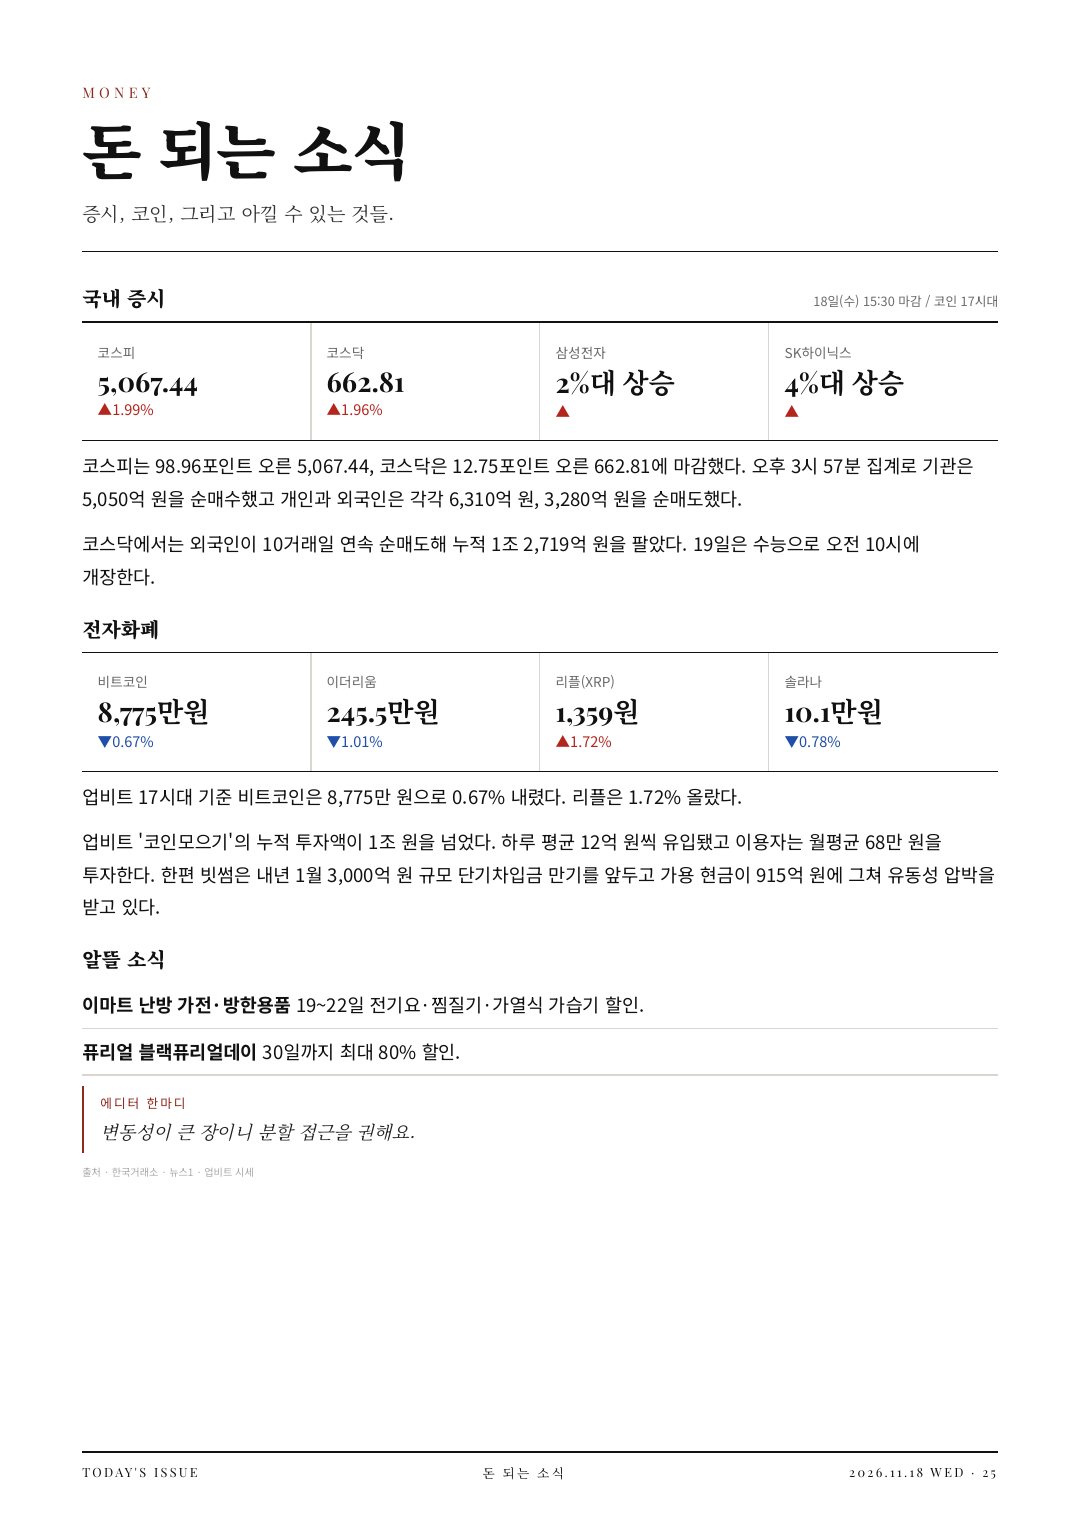 MONEY
돈 되는 소식
증시, 코인, 그리고 아낄 수 있는 것들.
국내 증시
18일(수) 15:30 마감 / 코인 17시대
코스피
5,067.44
▲1.99%
코스닥
662.81
▲1.96%
삼성전자
2%대 상승
▲
SK하이닉스
4%대 상승
▲
코스피는 98.96포인트 오른 5,067.44, 코스닥은 12.75포인트 오른 662.81에 마감했다. 오후 3시 57분 집계로 기관은
5,050억 원을 순매수했고 개인과 외국인은 각각 6,310억 원, 3,280억 원을 순매도했다.
코스닥에서는 외국인이 10거래일 연속 순매도해 누적 1조 2,719억 원을 팔았다. 19일은 수능으로 오전 10시에
개장한다.
전자화폐
비트코인
8,775만원
▼0.67%
이더리움
245.5만원
▼1.01%
리플(XRP)
1,359원
▲1.72%
솔라나
10.1만원
▼0.78%
업비트 17시대 기준 비트코인은 8,775만 원으로 0.67% 내렸다. 리플은 1.72% 올랐다.
업비트 '코인모으기'의 누적 투자액이 1조 원을 넘었다. 하루 평균 12억 원씩 유입됐고 이용자는 월평균 68만 원을
투자한다. 한편 빗썸은 내년 1월 3,000억 원 규모 단기차입금 만기를 앞두고 가용 현금이 915억 원에 그쳐 유동성 압박을
받고 있다.
알뜰 소식
이마트 난방 가전·방한용품 19~22일 전기요·찜질기·가열식 가습기 할인.
퓨리얼 블랙퓨리얼데이 30일까지 최대 80% 할인.
에디터 한마디
변동성이 큰 장이니 분할 접근을 권해요.
출처 · 한국거래소 · 뉴스1 · 업비트 시세
TODAY'S ISSUE
돈 되는 소식
2026.11.18 WED · 25